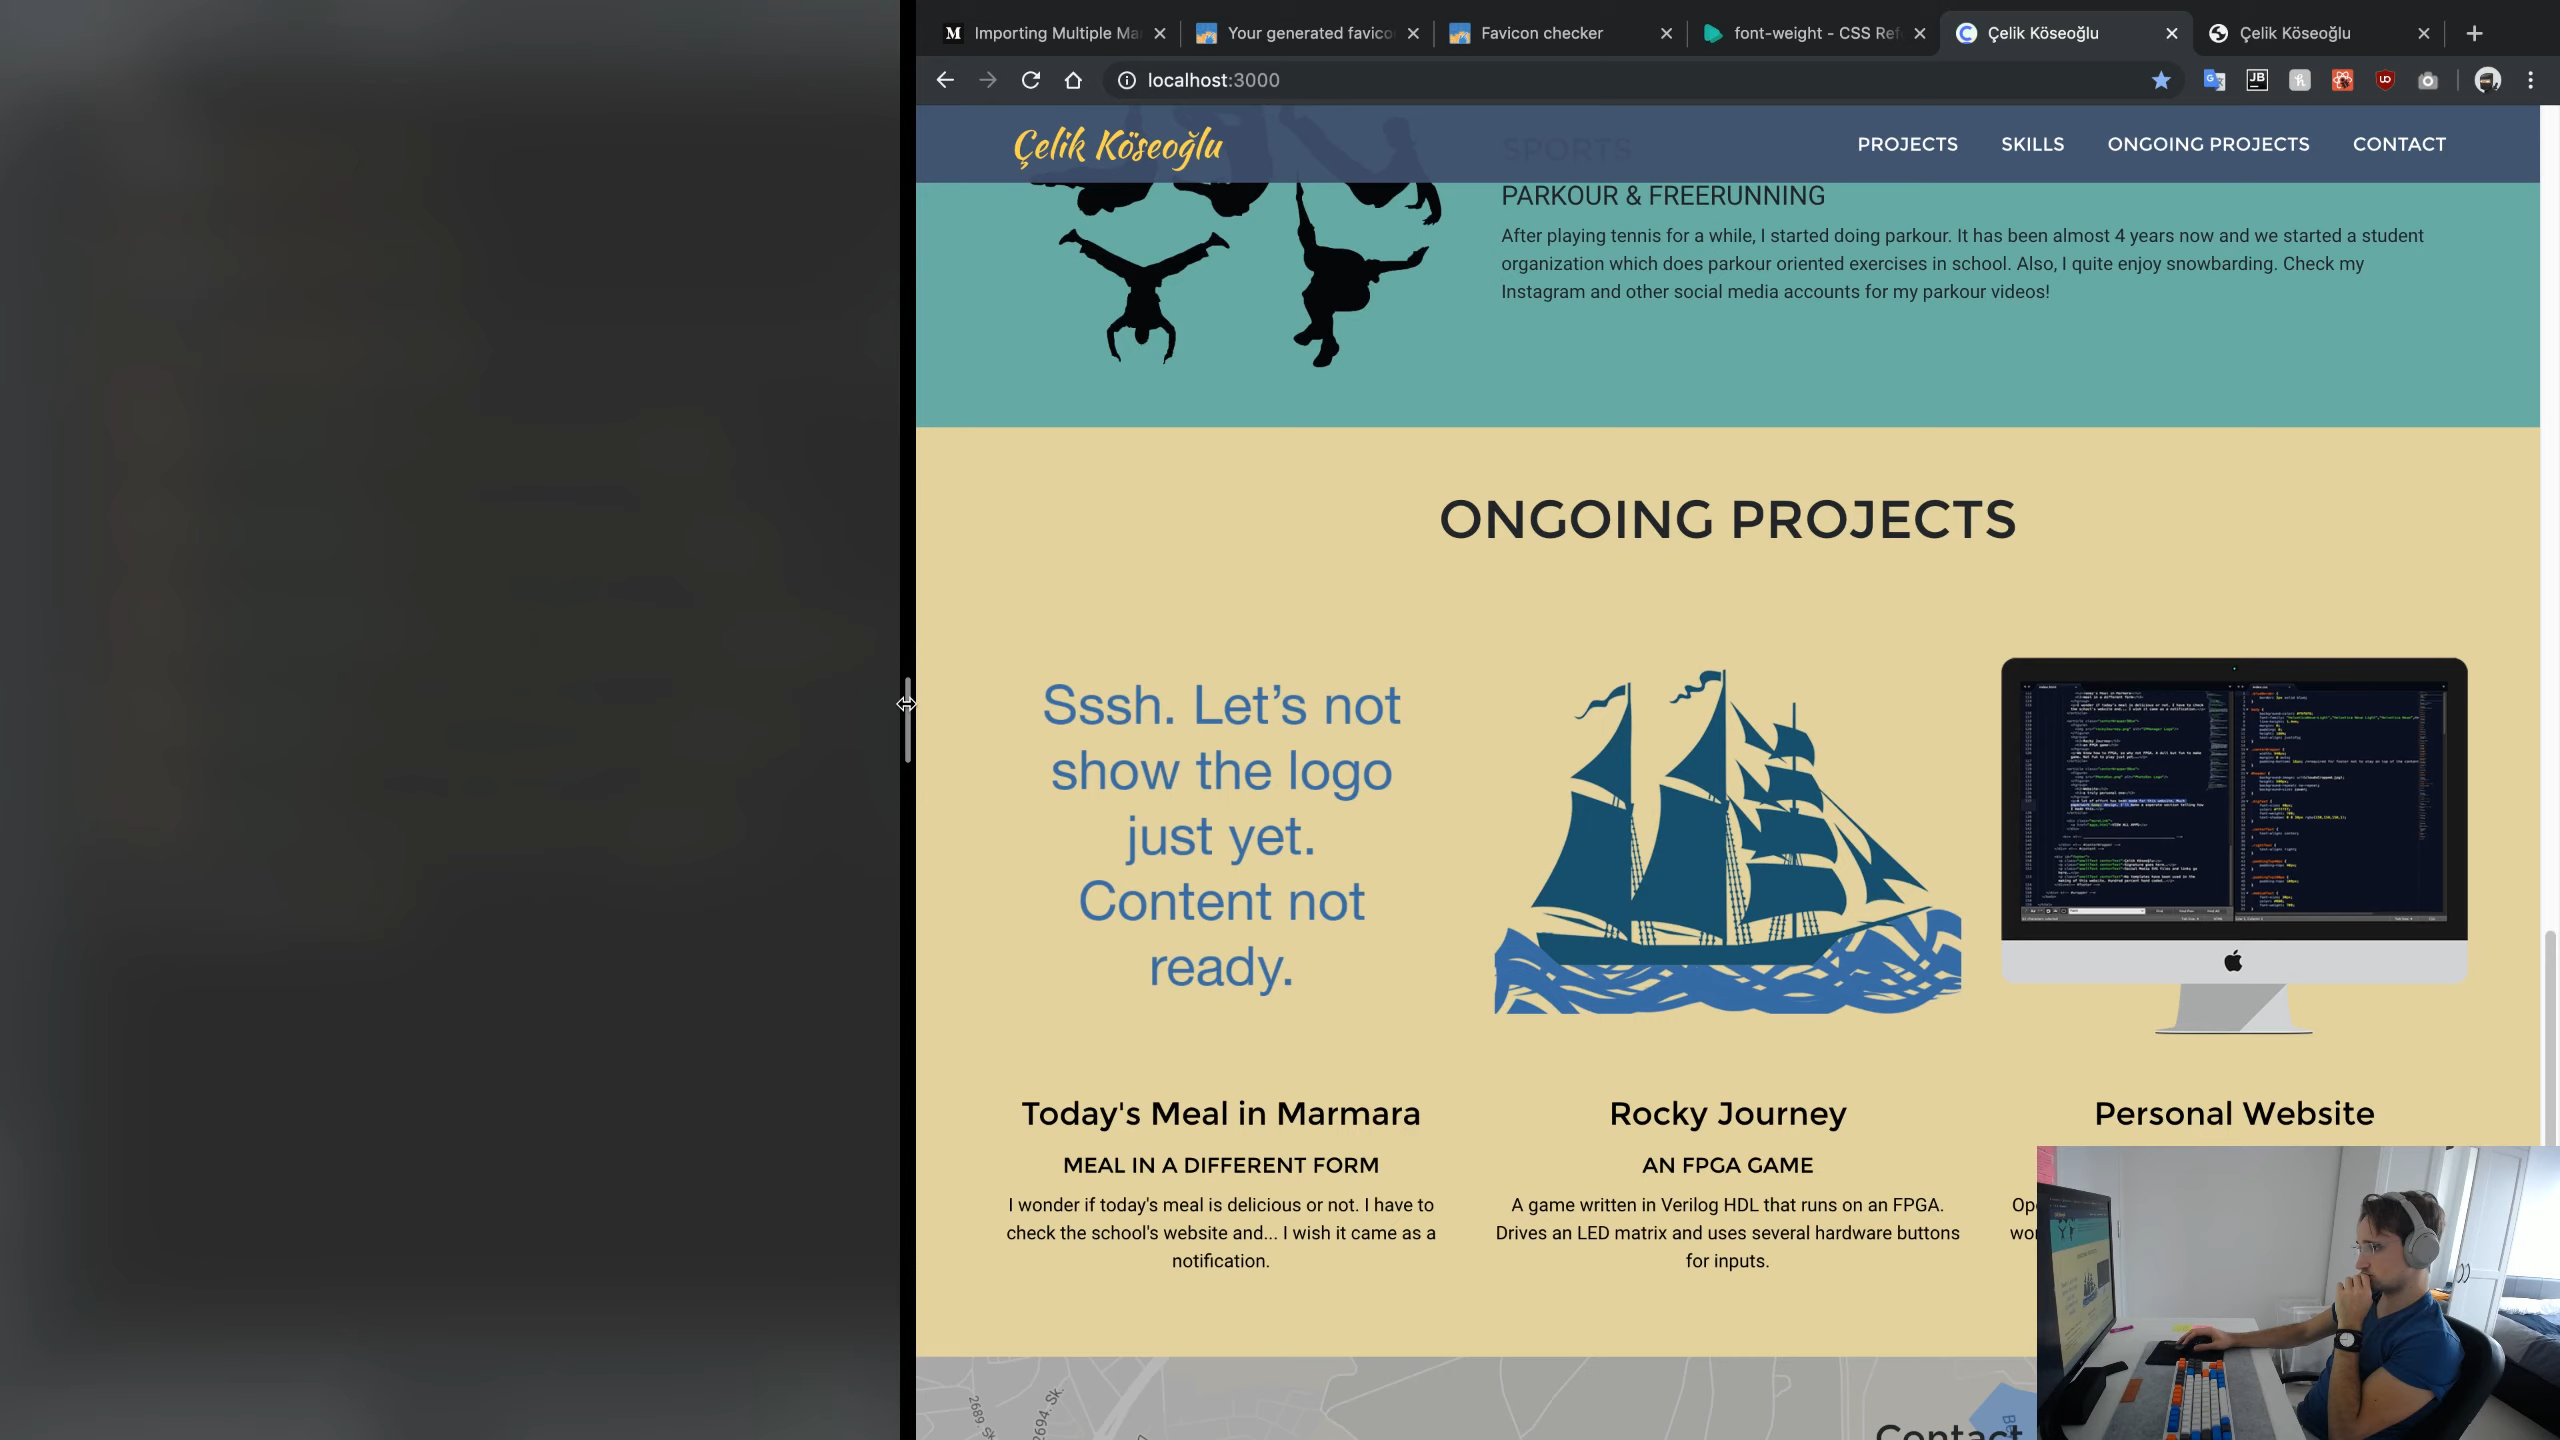 Importing Multiple Ma
Your generated favico
Favicon checker
font-weight - CSS Ref
Çelik Köseoğlu
Çelik Köseoğlu
localhost:3000
Çelik Köseoğlu
PROJECTS
SKILLS
ONGOING PROJECTS
CONTACT
SPORTS
PARKOUR & FREERUNNING
After playing tennis for a while, I started doing parkour. It has been almost 4 years now and we started a student
organization which does parkour oriented exercises in school. Also, I quite enjoy snowbarding. Check my
Instagram and other social media accounts for my parkour videos!
ONGOING PROJECTS
Sssh. Let's not
show the logo
just yet.
Content not
ready.
Today's Meal in Marmara
MEAL IN A DIFFERENT FORM
I wonder if today's meal is delicious or not. I have to
check the school's website and... I wish it came as a
notification.
Rocky Journey
AN FPGA GAME
A game written in Verilog HDL that runs on an FPGA.
Drives an LED matrix and uses several hardware buttons
for inputs.
Personal Website
2689. Sk.
2694. Sk.
Contact